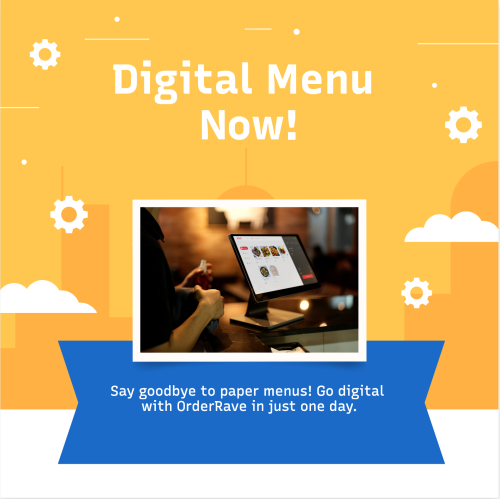 Digital Menu
Now!
Say goodbye to paper menus! Go digital
with OrderRave in just one day.